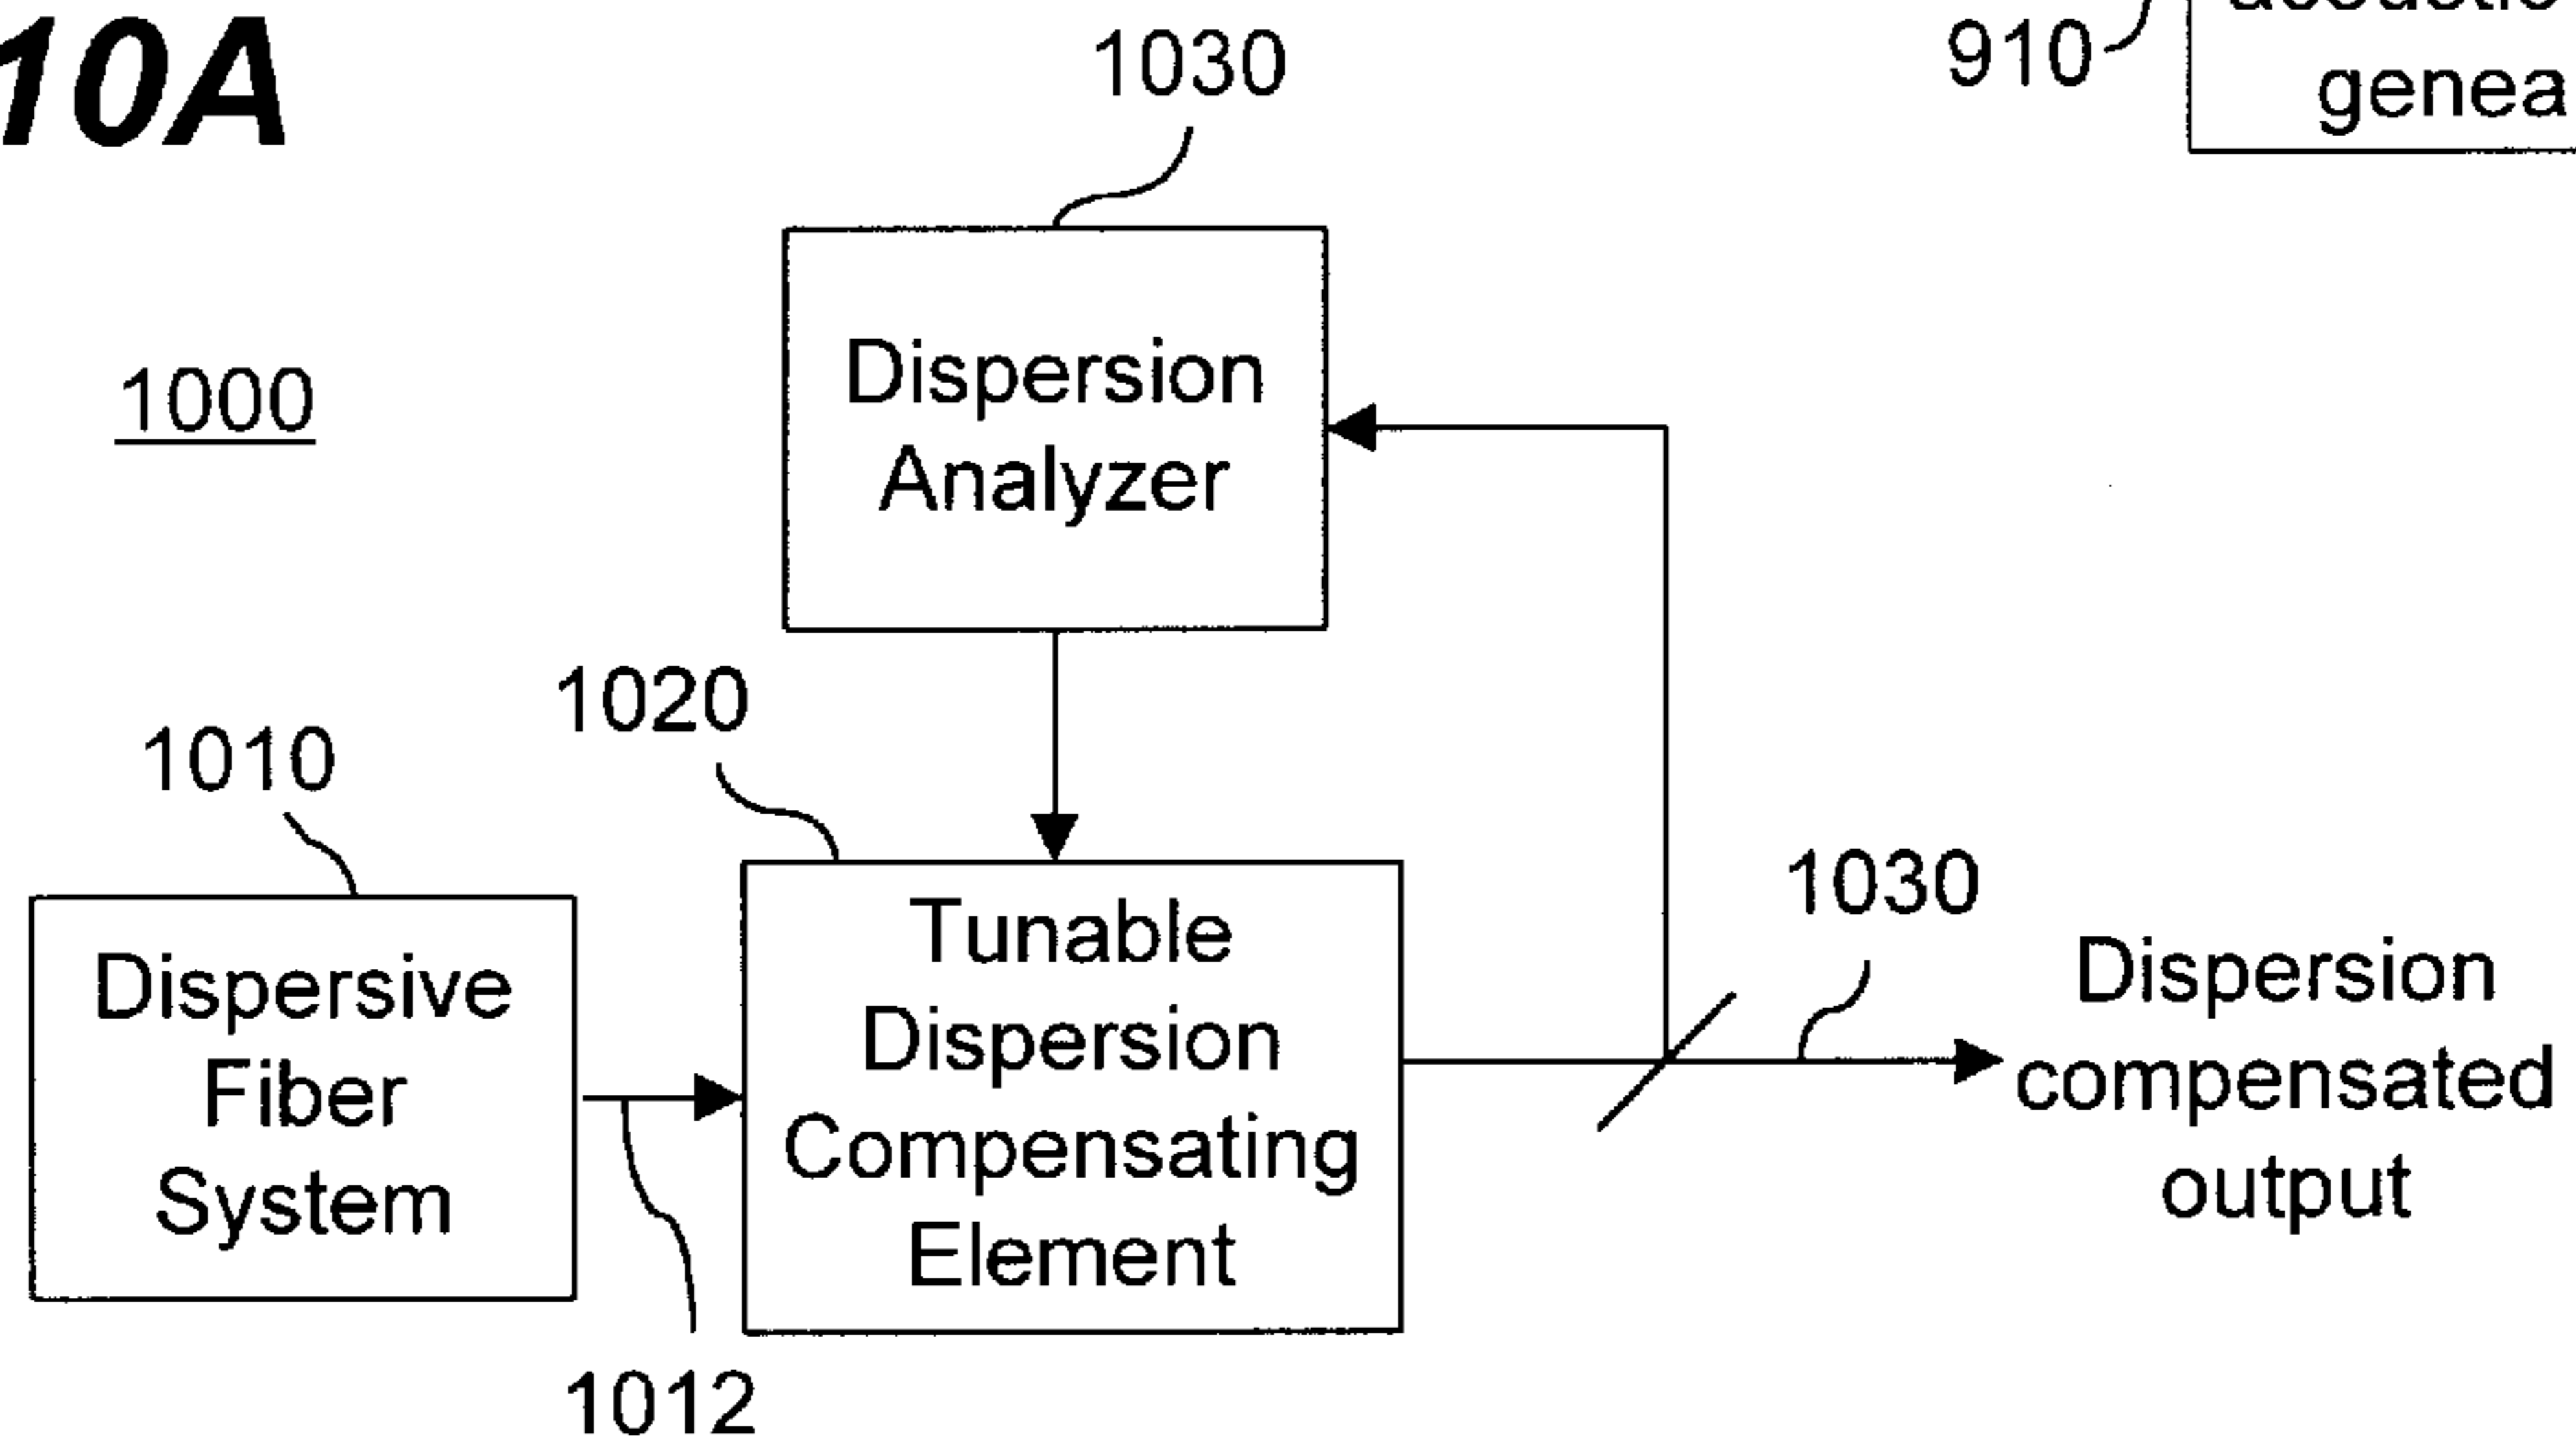 10A
1030
910
genea
1000
Dispersion
Analyzer
1020
1010
Dispersive
Fiber
System
Tunable
Dispersion
Compensating
Element
1030
Dispersion
compensated
output
1012